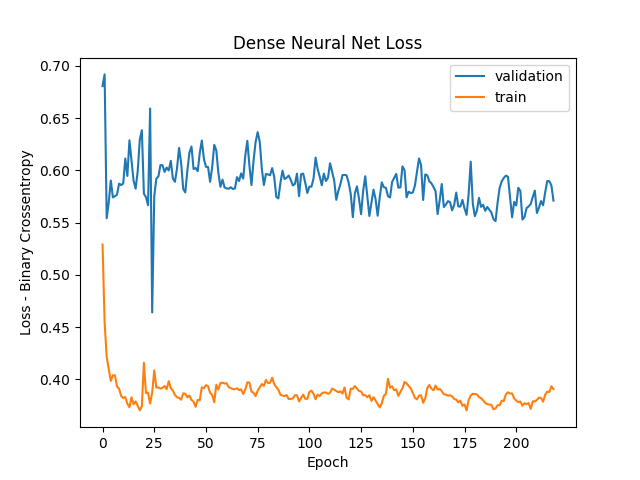 Dense Neural Net Loss
validation
train
0.70
0.65
0.60
0.55
0.50
0.45
0.40
Loss - Binary Crossentropy
0 25 50 75 100 125 150 175 200
Epoch